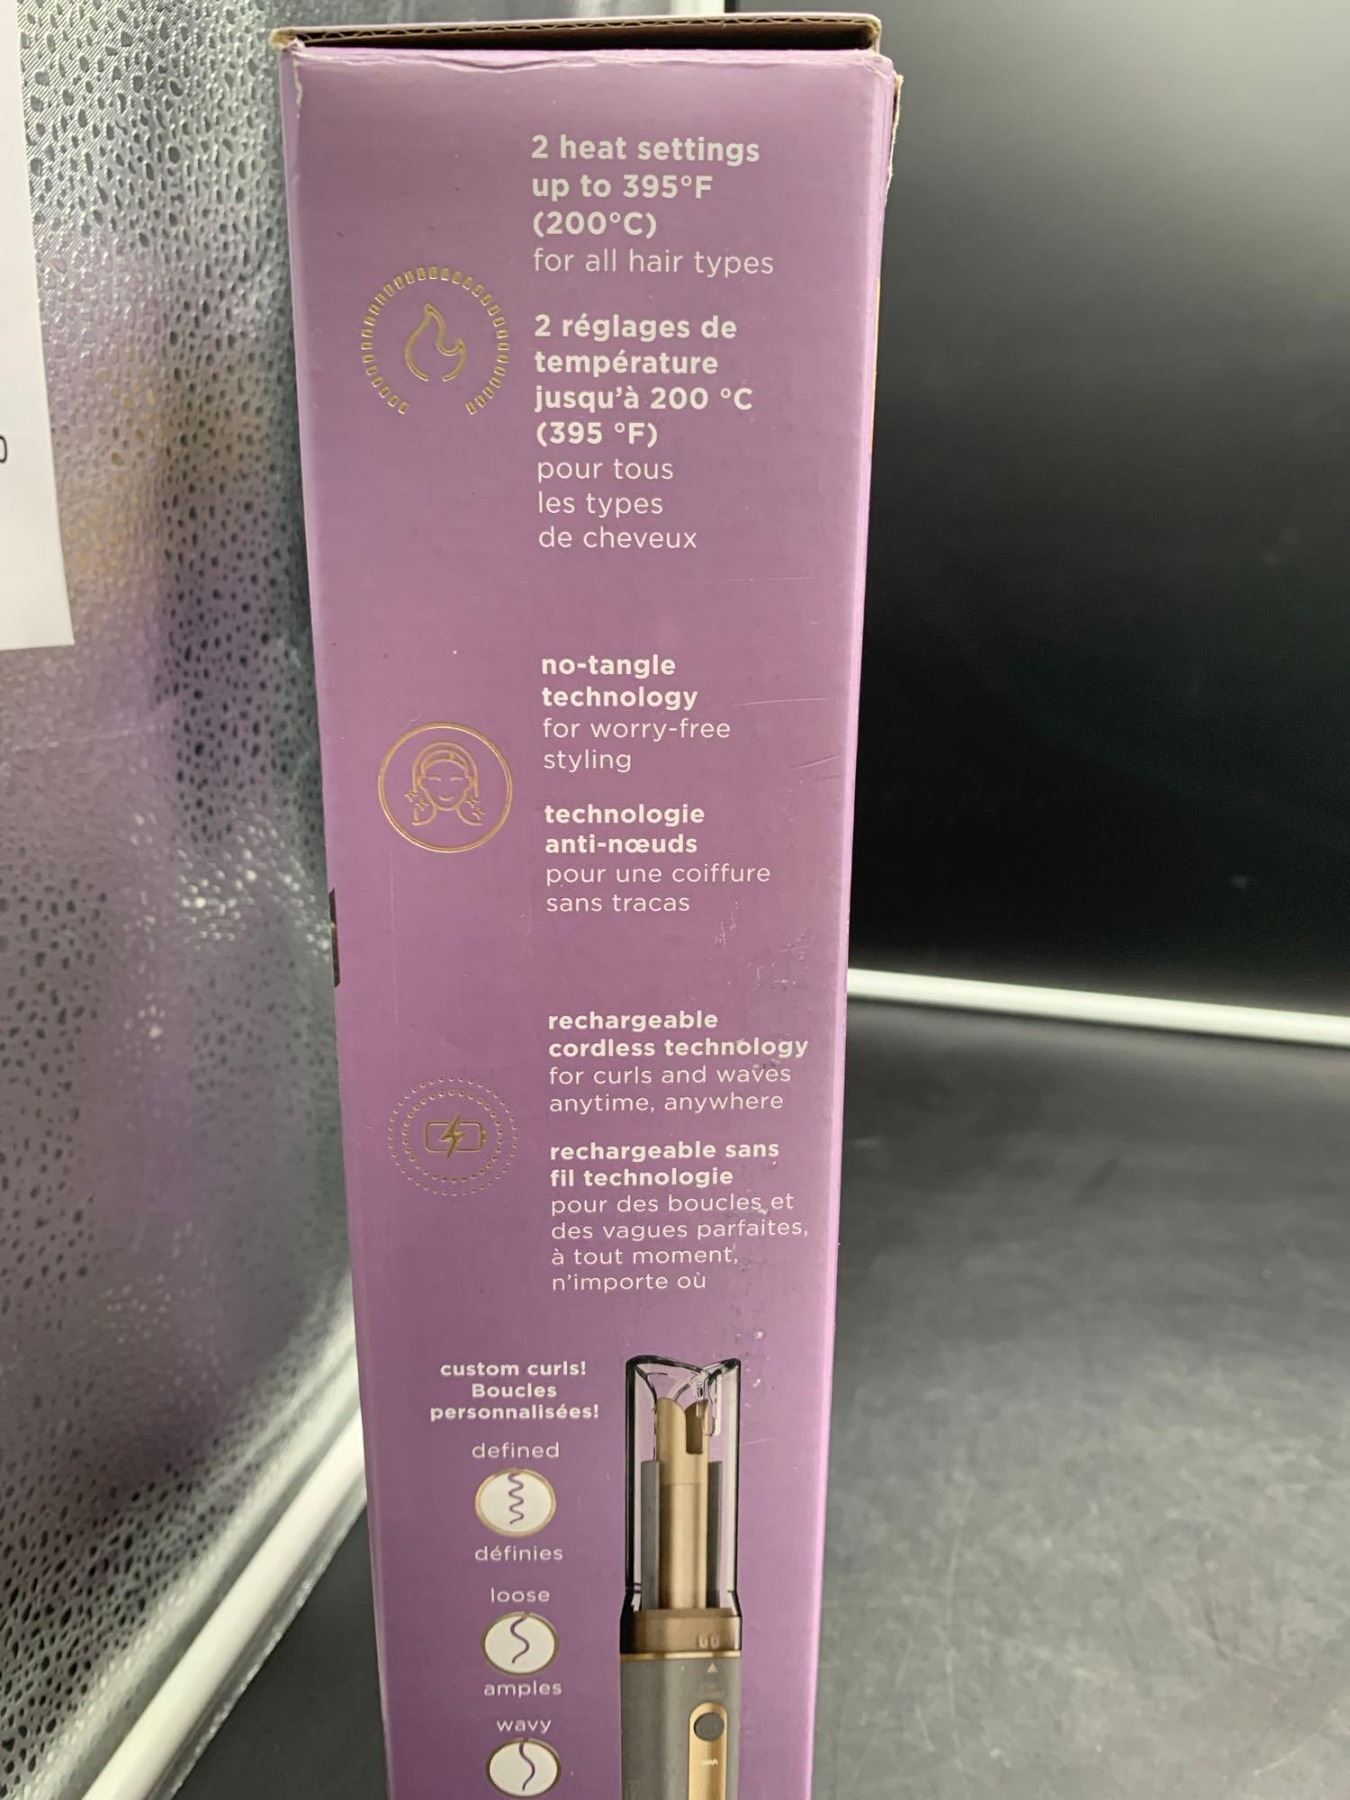 2 heat settings
up to 395°F
(200°C)
for all hair types
2 réglages de
température
jusqu'à 200 °C
(395 °F)
pour tous
les types
de cheveux
no-tangle
technology
for worry-free
styling
technologie
anti-nœuds
pour une coiffure
sans tracas
rechargeable
cordless technology
for curls and waves
anytime, anywhere
rechargeable sans
fil technologie
pour des boucles et
des vagues parfaites,
à tout moment,
n'importe où
custom curls!
Boucles
personnalisées!
defined
définies
loose
amples
wavy